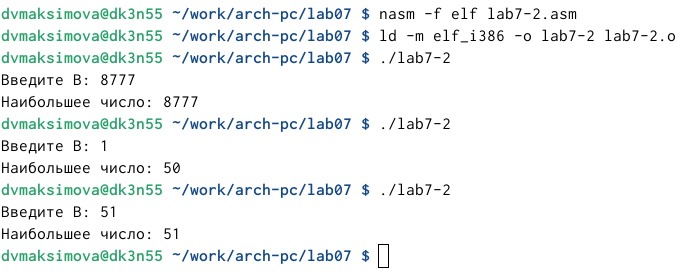 dvmaksimova@dk3n55 ~/work/arch-pc/lab07 $ nasm -f elf lab7-2.asm
dvmaksimova@dk3n55 ~/work/arch-pc/lab07 $ ld -m elf_i386 -o lab7-2 lab7-2.o
dvmaksimova@dk3n55 ~/work/arch-pc/lab07 $ ./lab7-2
Введите В: 8777
Наибольшее число: 8777
dvmaksimova@dk3n55 ~/work/arch-pc/lab07 $ ./lab7-2
Введите В: 1
Наибольшее число: 50
dvmaksimova@dk3n55 ~/work/arch-pc/lab07 $ ./lab7-2
Введите В: 51
Наибольшее число: 51
dvmaksimova@dk3n55 ~/work/arch-pc/lab07 $